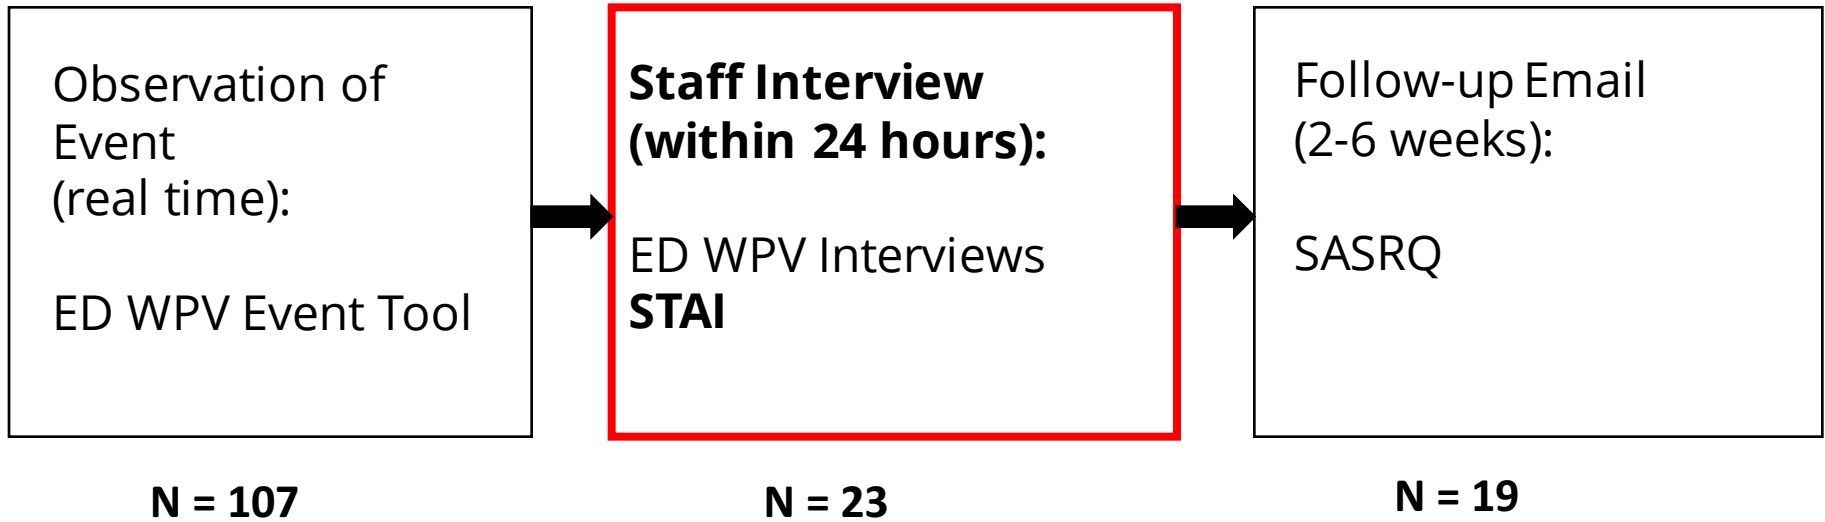 Observation of
Event
(real time):
ED WPV Event Tool
N = 107
Staff Interview
(within 24 hours):
ED WPV Interviews
STAI
N = 23
Follow-up Email
(2-6 weeks):
SASRQ
N = 19